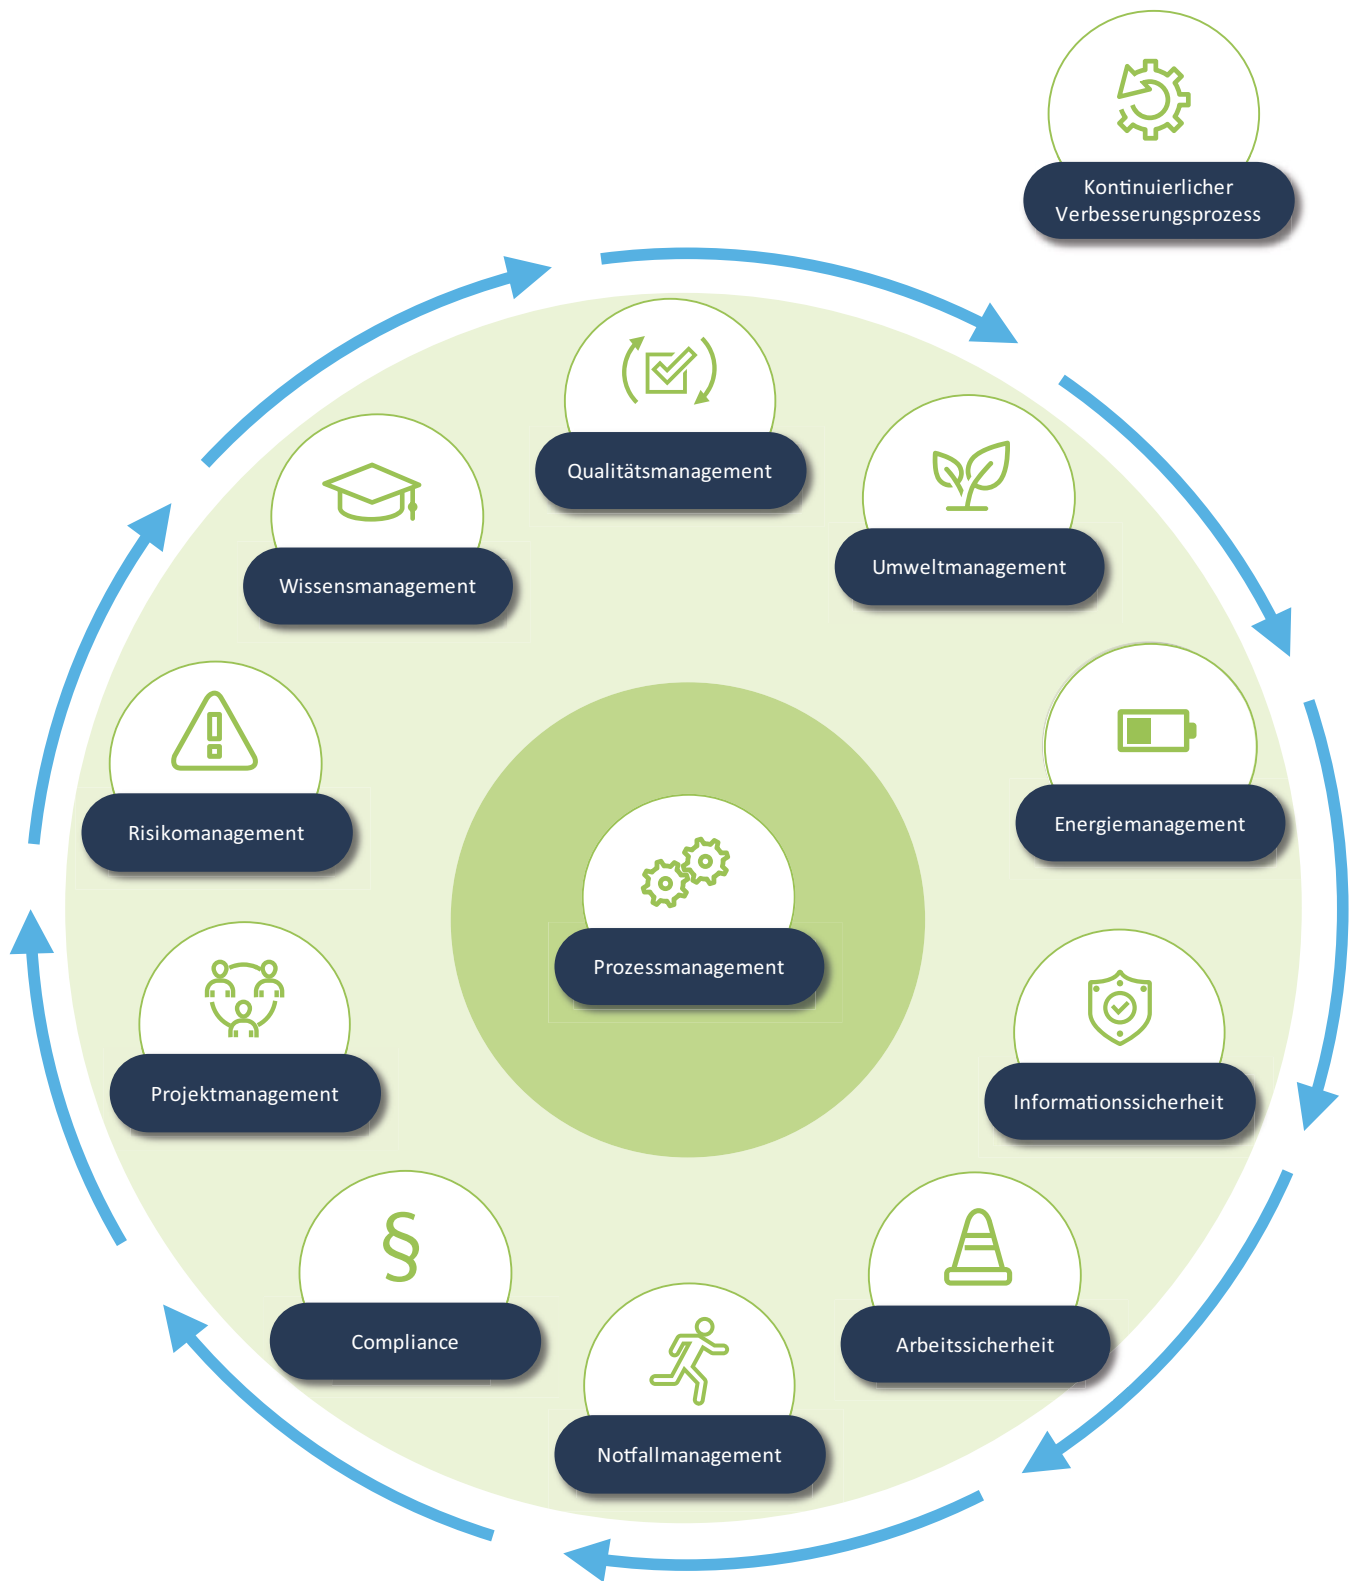 Kontinuierlicher
Verbesserungsprozess
Qualitätsmanagement
Umweltmanagement
Wissensmanagement
Energiemanagement
Risikomanagement
Prozessmanagement
Projektmanagement
Informationssicherheit
§
Compliance
Arbeitssicherheit
Notfallmanagement